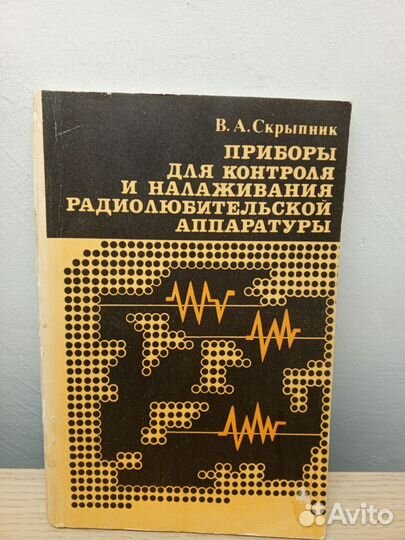 В. А. Скрыпник
ПРИБОРЫ
ДЛЯ КОНТРОЛЯ
И НАЛАЖИВАНИЯ
РАДИОЛЮБИТЕЛЬСКОЙ
АППАРАТУРЫ
Avito